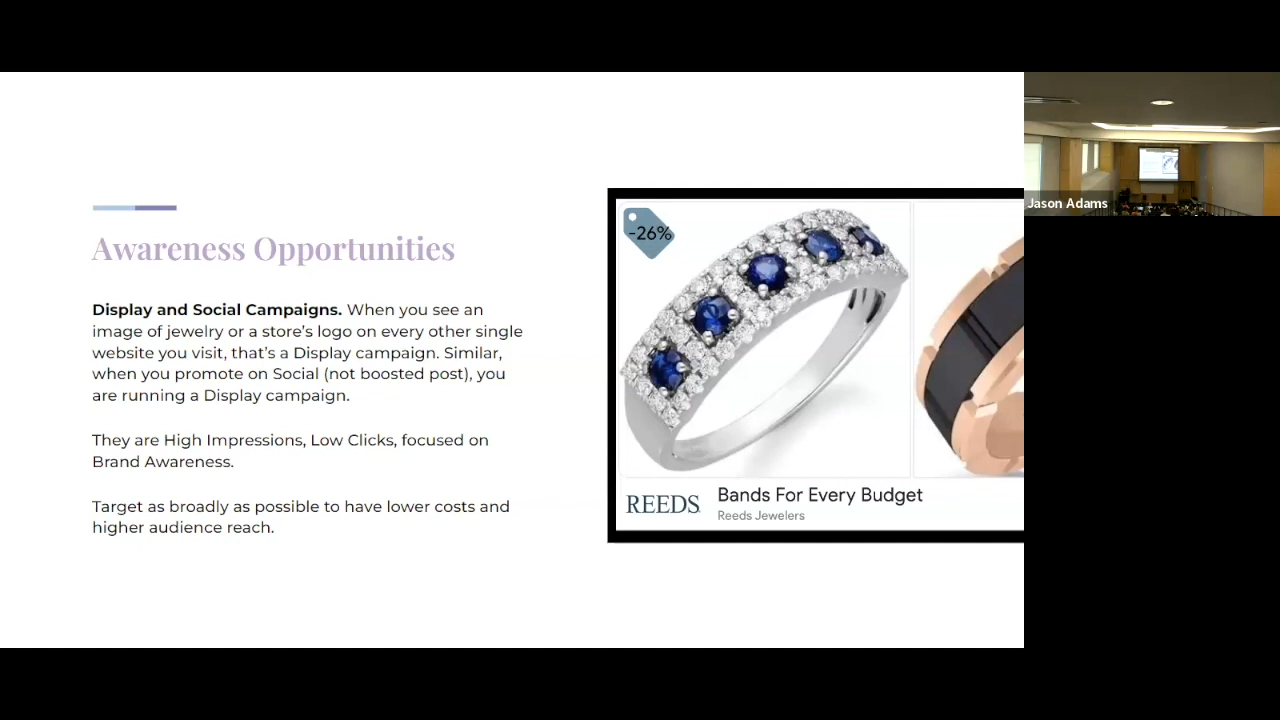 Awareness Opportunities
Display and Social Campaigns. When you see an
image of jewelry or a store's logo on every other single
website you visit, that's a Display campaign. Similar,
when you promote on Social (not boosted post), you
are running a Display campaign.
They are High Impressions, Low Clicks, focused on
Brand Awareness.
Target as broadly as possible to have lower costs and
higher audience reach.
-26%
REEDS
Bands For Every Budget
Reeds Jewelers
Jason Adams